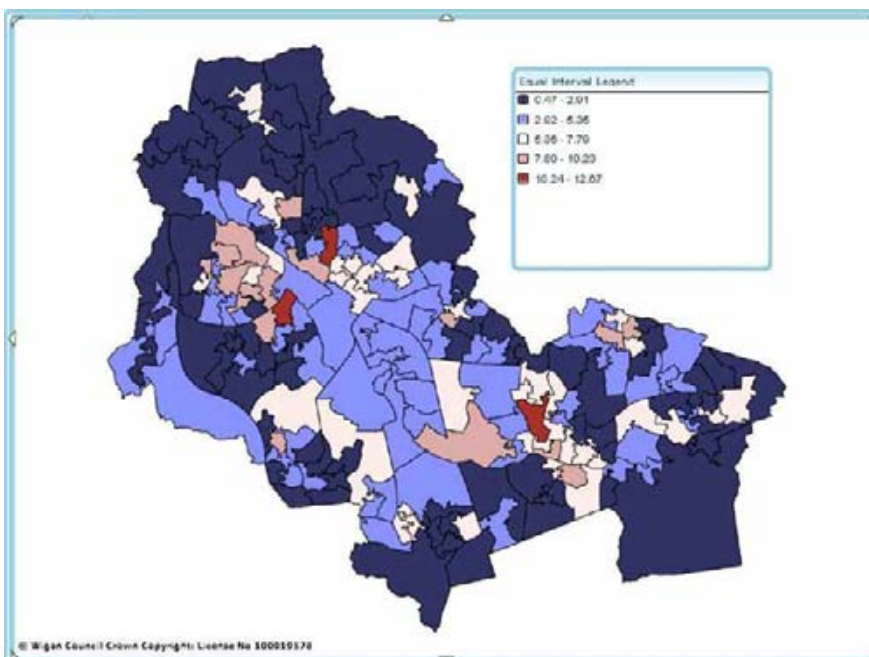 Equal Interval Legend
0.47 - 2.91
2.92 - 5.35
5.36 - 7.79
7.80 - 10.23
10.24 - 12.67
© Wigan Council Crown Copyright: License No 100019578